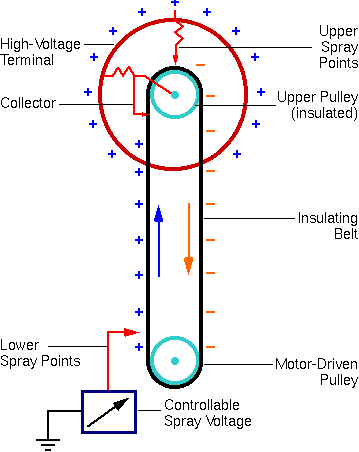 High-Voltage
Terminal
Upper
Spray
Points
Collector
Upper Pulley
(insulated)
Insulating
Belt
Lower
Spray Points
Motor-Driven
Pulley
Controllable
Spray Voltage